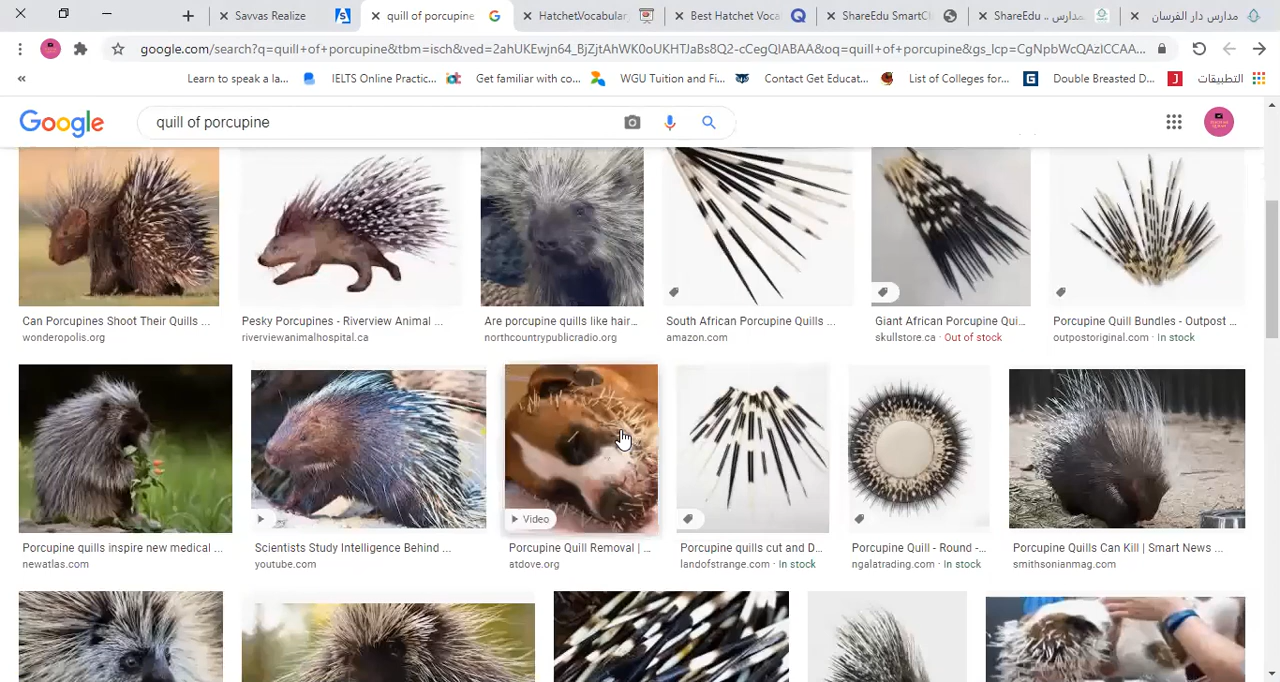 Savvas Realize
quill of porcupine
HatchetVocabular
Best Hatchet Voca
ShareEdu SmartCl
ShareEdu .. مدارس
مدارس دار الفرسان
google.com/search?q=quill+of+porcupine&tbm=isch&ved=2ahUKEwjn64_BjZjtAhWK0oUKHTJaBs8Q2-cCegQIABAA&oq=quill+of+porcupine&gs_lcp=CgNpbWcQAzICCAA...
«
Learn to speak a la...
IELTS Online Practic...
Get familiar with co...
WGU Tuition and Fi...
Contact Get Educat...
List of Colleges for...
Double Breasted D...
التطبيقات
Google
quill of porcupine
Can Porcupines Shoot Their Quills ...
wonderopolis.org
Pesky Porcupines - Riverview Animal ...
riverviewanimalhospital.ca
Are porcupine quills like hair...
northcountrypublicradio.org
South African Porcupine Quills ...
amazon.com
Giant African Porcupine Qui...
skullstore.ca · Out of stock
Porcupine Quill Bundles - Outpost ...
outpostoriginal.com · In stock
Video
Porcupine quills inspire new medical ...
newatlas.com
Scientists Study Intelligence Behind ...
youtube.com
Porcupine Quill Removal | ...
atdove.org
Porcupine quills cut and D...
landofstrange.com · In stock
Porcupine Quill - Round -...
ngalatrading.com · In stock
Porcupine Quills Can Kill | Smart News ...
smithsonianmag.com